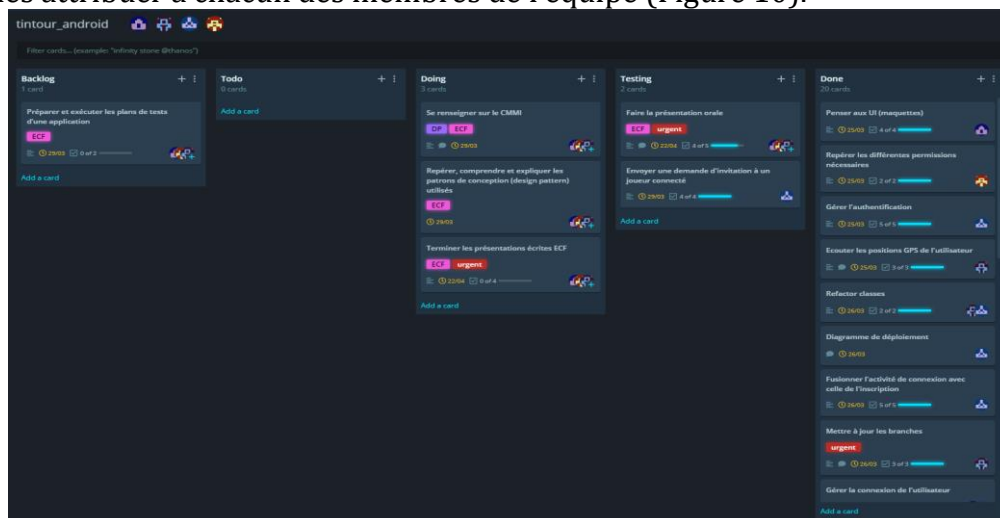 les attribuer à chacun des membres de l'équipe (Figure 10).
tintour_android
Filter cards... (example: "infinity stone @thanos")
Backlog
1 card
Préparer et exécuter les plans de tests
d'une application
ECF
29/03 0 of 2
Add a card
Todo
0 cards
Add a card
Doing
3 cards
Se renseigner sur le CMMI
DP ECF
29/03
Repérer, comprendre et expliquer les
patrons de conception (design pattern)
utilisés
ECF
29/03
Terminer les présentations écrites ECF
ECF urgent
22/04 0 of 4
Add a card
Testing
2 cards
Faire la présentation orale
ECF urgent
22/04 4 of 5
Envoyer une demande d'invitation à un
joueur connecté
29/03 4 of 4
Add a card
Done
20 cards
Penser aux UI (maquettes)
25/03 4 of 4
Repérer les différentes permissions
nécessaires
25/03 2 of 2
Gérer l'authentification
25/03 5 of 5
Ecouter les positions GPS de l'utilisateur
25/03 3 of 3
Refactor classes
26/03 2 of 2
Diagramme de déploiement
26/03
Fusionner l'activité de connexion avec
celle de l'inscription
26/03 5 of 5
Mettre à jour les branches
urgent
26/03 3 of 3
Gérer la connexion de l'utilisateur
Add a card